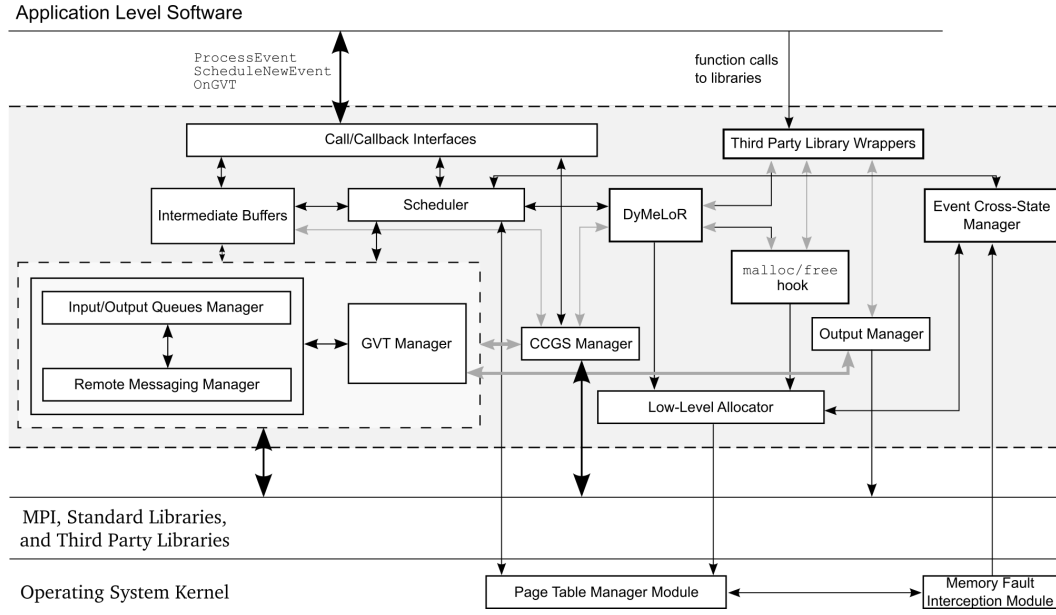 Application Level Software
ProcessEvent
ScheduleNewEvent
OnGVT
function calls
to libraries
Call/Callback Interfaces
Third Party Library Wrappers
Intermediate Buffers
Scheduler
DyMeLoR
Event Cross-State
Manager
malloc/free
hook
Input/Output Queues Manager
GVT Manager
CCGS Manager
Output Manager
Remote Messaging Manager
Low-Level Allocator
MPI, Standard Libraries,
and Third Party Libraries
Operating System Kernel
Page Table Manager Module
Memory Fault
Interception Module